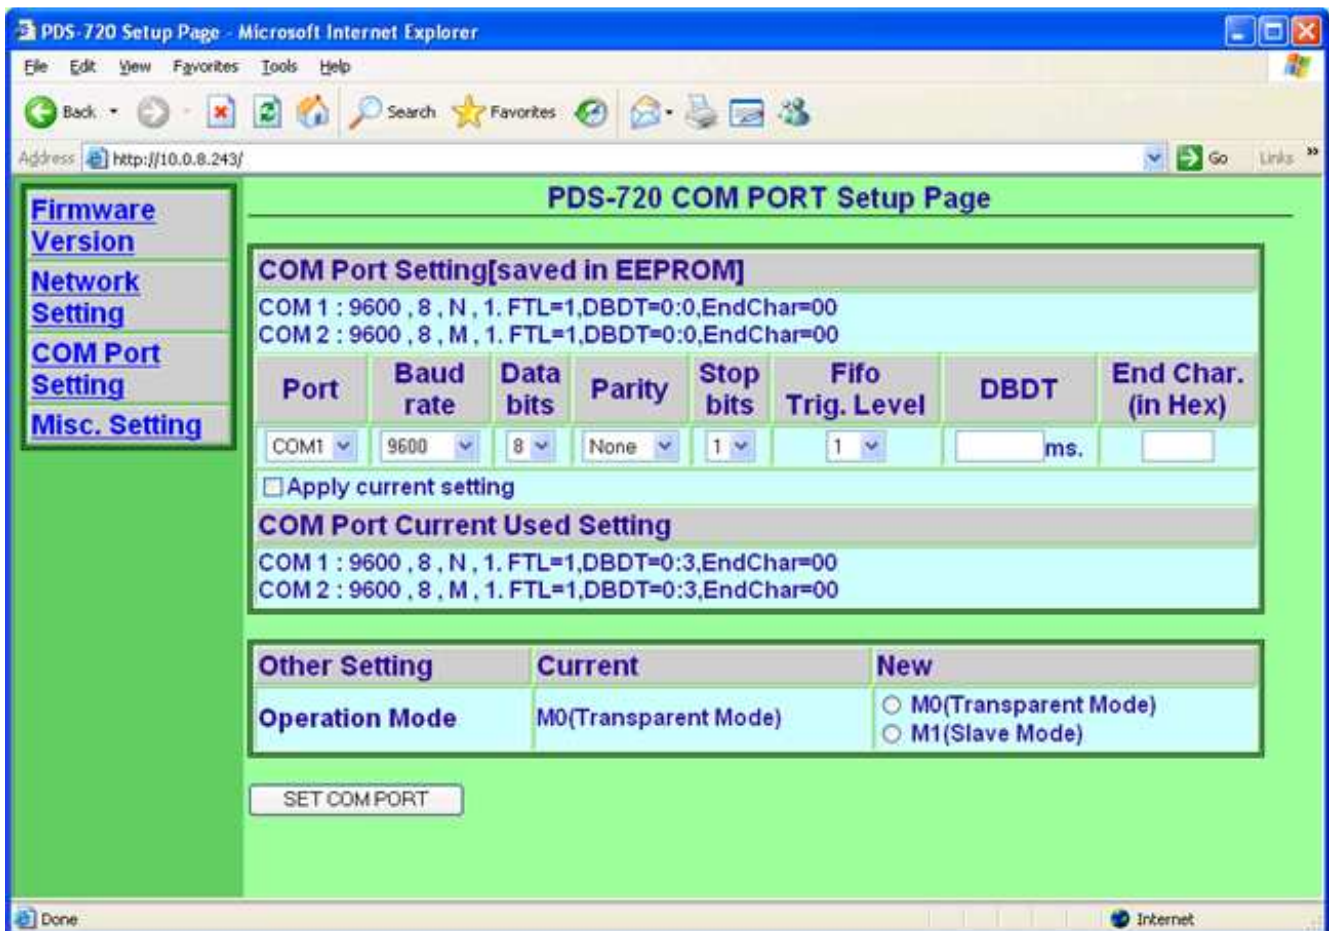 PDS-720 Setup Page - Microsoft Internet Explorer
File Edit View Favorites Tools Help
Back Search Favorites
Address http://10.0.8.243/ Go Links »
Firmware
Version
Network
Setting
COM Port
Setting
Misc. Setting
PDS-720 COM PORT Setup Page
COM Port Setting[saved in EEPROM]
COM 1 : 9600 , 8 , N , 1. FTL=1,DBDT=0:0,EndChar=00
COM 2 : 9600 , 8 , M , 1. FTL=1,DBDT=0:0,EndChar=00
Port Baud rate Data bits Parity Stop bits Fifo Trig. Level DBDT End Char. (in Hex)
COM1 9600 8 None 1 1 ms.
Apply current setting
COM Port Current Used Setting
COM 1 : 9600 , 8 , N , 1. FTL=1,DBDT=0:3,EndChar=00
COM 2 : 9600 , 8 , M , 1. FTL=1,DBDT=0:3,EndChar=00
Other Setting Current New
Operation Mode M0(Transparent Mode) M0(Transparent Mode)
M1(Slave Mode)
SET COM PORT
Done Internet